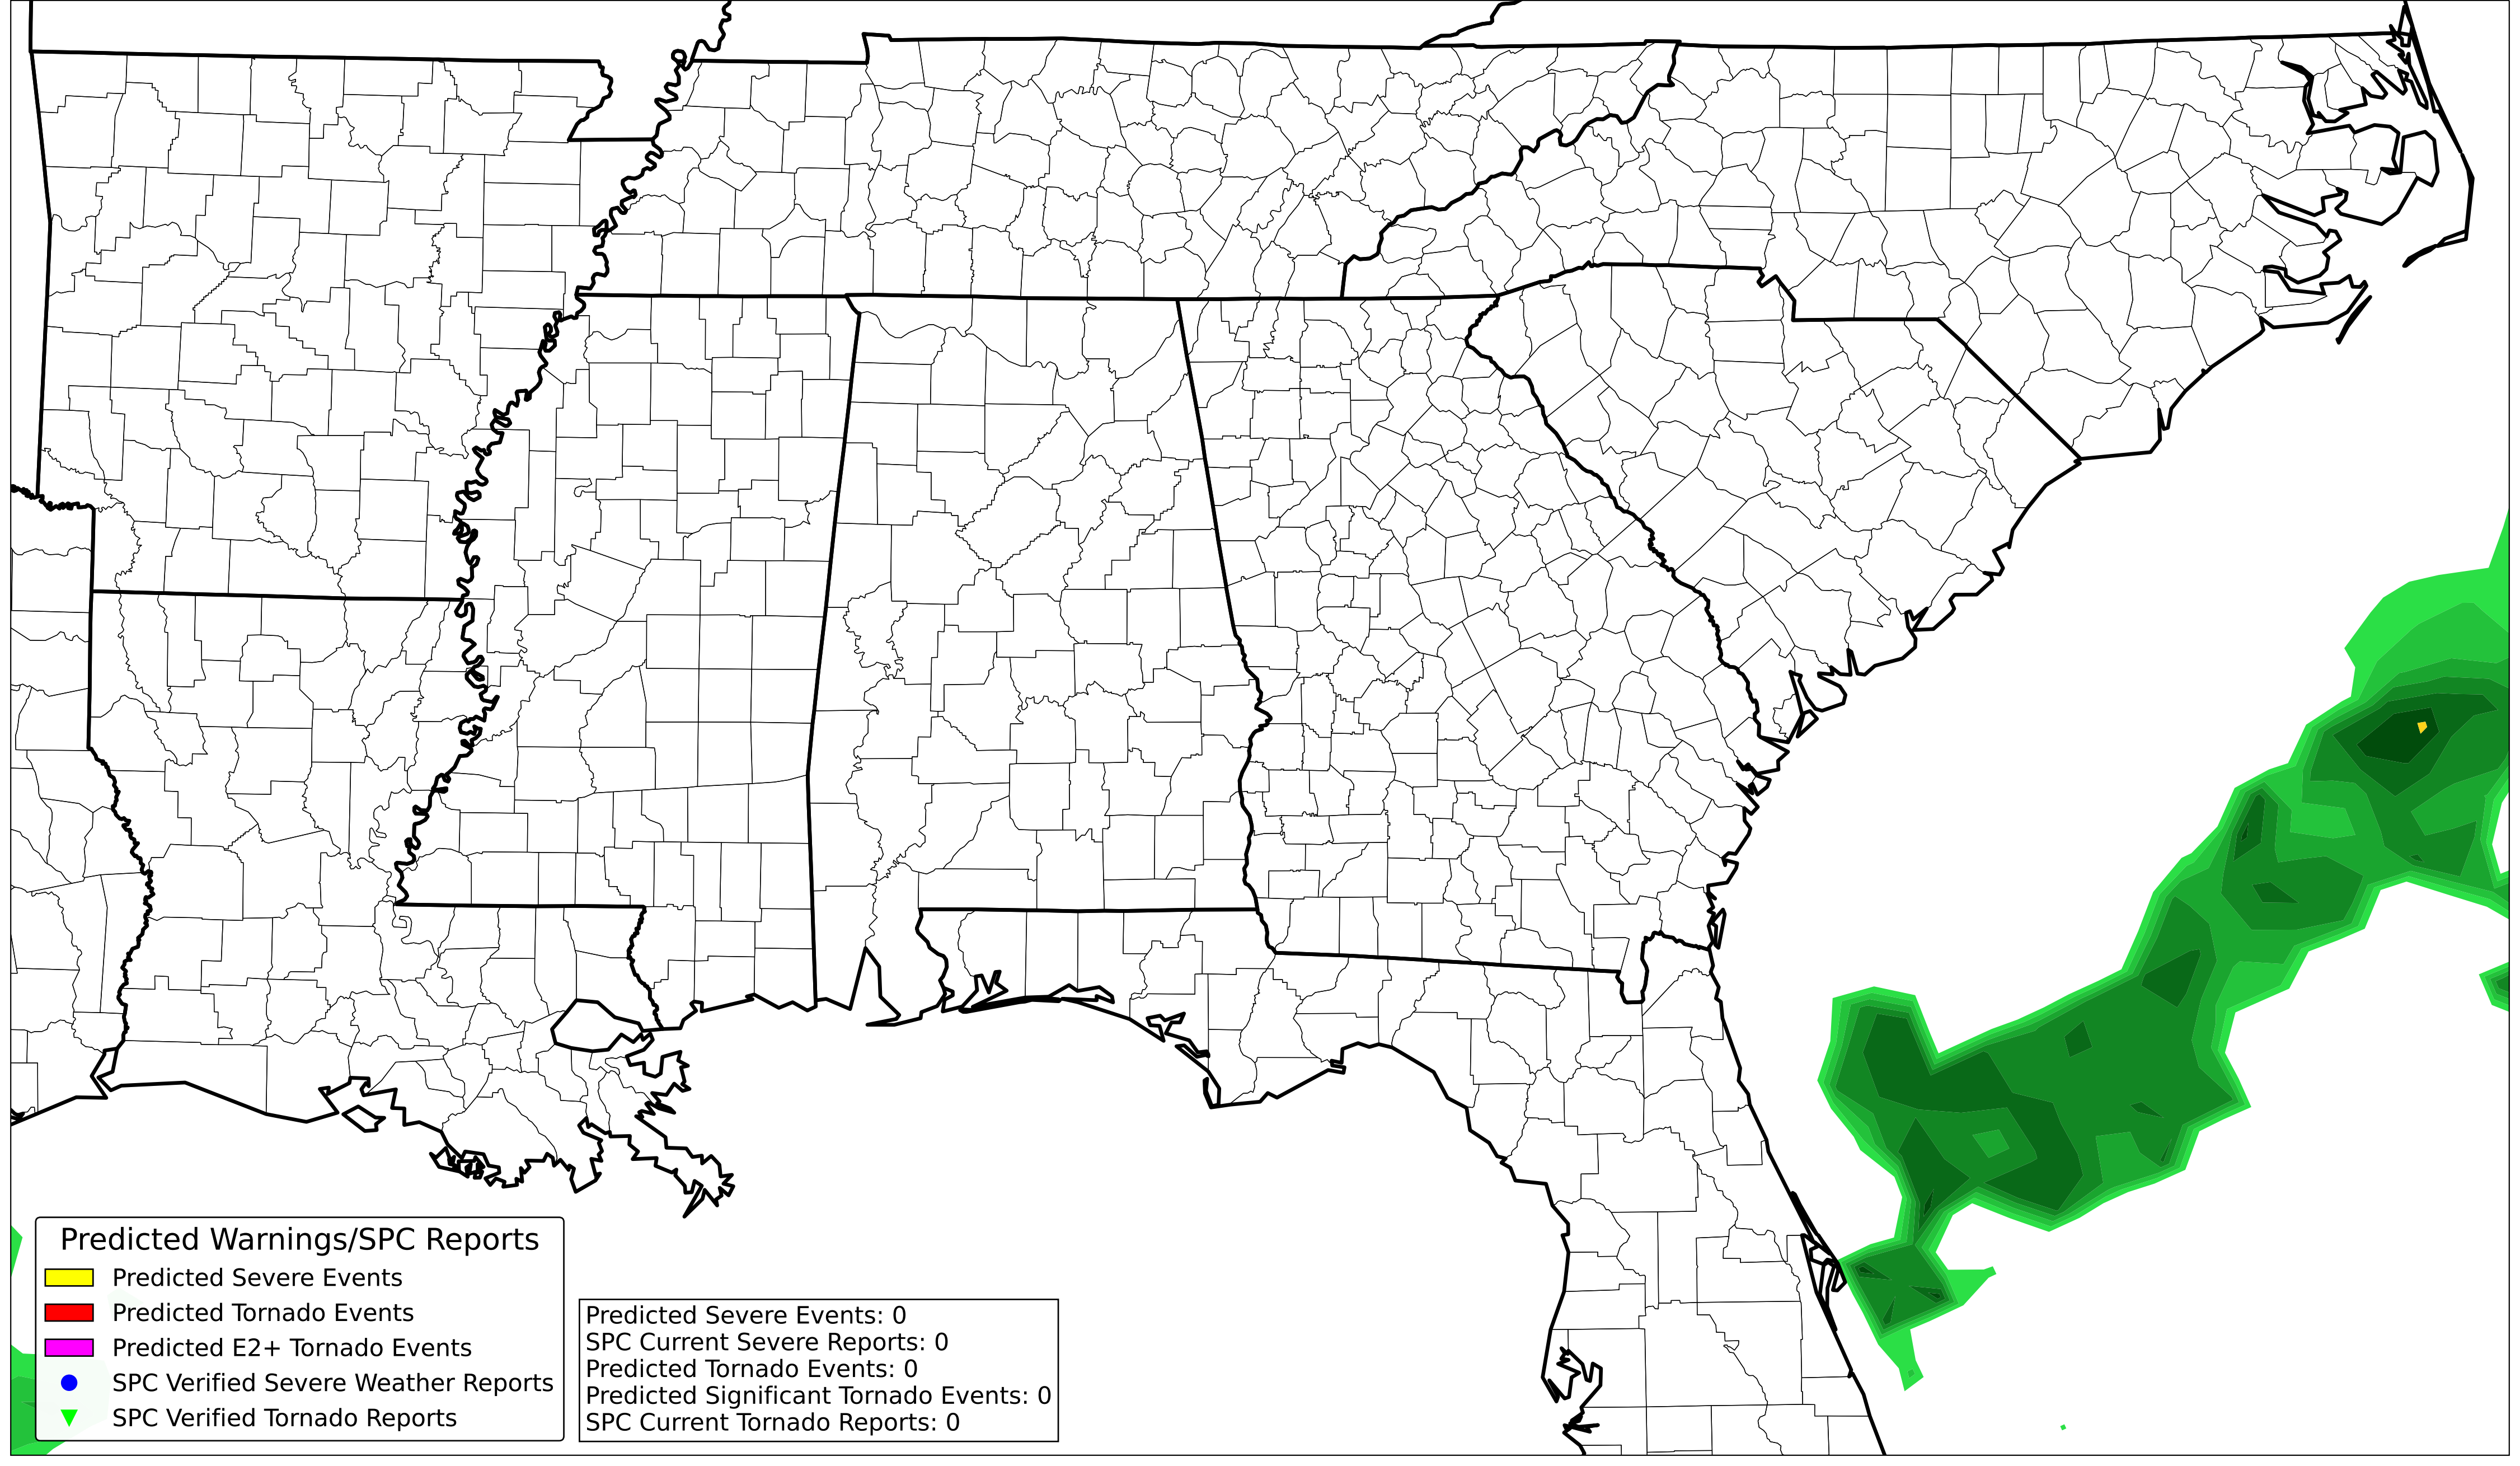 Predicted Warnings/SPC Reports
Predicted Severe Events
Predicted Tornado Events
Predicted E2+ Tornado Events
SPC Verified Severe Weather Reports
SPC Verified Tornado Reports
Predicted Severe Events: 0
SPC Current Severe Reports: 0
Predicted Tornado Events: 0
Predicted Significant Tornado Events: 0
SPC Current Tornado Reports: 0